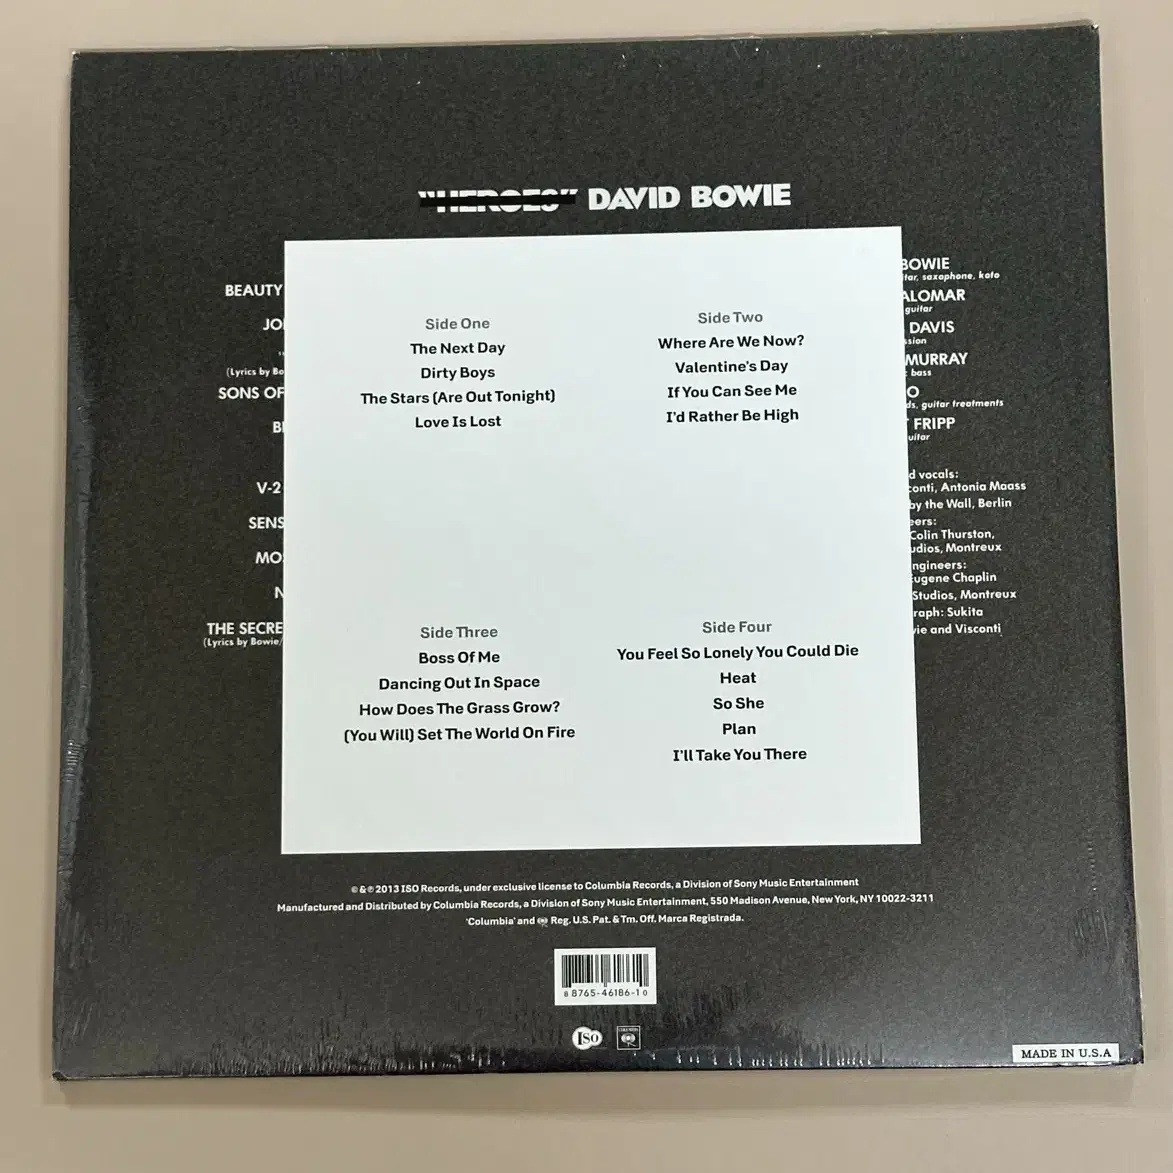 "HEROES" DAVID BOWIE
BEAUTY
JO
(Lyrics by Bo
SONS OF
V-2
SENS
MO
N
THE SECRE
(Lyrics by Bowie/
Side One
The Next Day
Dirty Boys
The Stars (Are Out Tonight)
Love Is Lost
Side Two
Where Are We Now?
Valentine's Day
If You Can See Me
I'd Rather Be High
Side Three
Boss Of Me
Dancing Out In Space
How Does The Grass Grow?
(You Will) Set The World On Fire
Side Four
You Feel So Lonely You Could Die
Heat
So She
Plan
I'll Take You There
BOWIE
tar, saxophone, koto
ALOMAR
guitar
DAVIS
ssion
MURRAY
bass
O
ds, guitar treatments
FRIPP
uitar
d vocals:
conti, Antonia Maass
by the Wall, Berlin
eers:
Colin Thurston,
udios, Montreux
ngineers:
Eugene Chaplin
Studios, Montreux
raph: Sukita
vie and Visconti
© & ℗ 2013 ISO Records, under exclusive license to Columbia Records, a Division of Sony Music Entertainment
Manufactured and Distributed by Columbia Records, a Division of Sony Music Entertainment, 550 Madison Avenue, New York, NY 10022-3211
'Columbia' and Reg. U.S. Pat. & Tm. Off. Marca Registrada.
8 8765-46186-1 0
ISO
COLUMBIA
MADE IN U.S.A